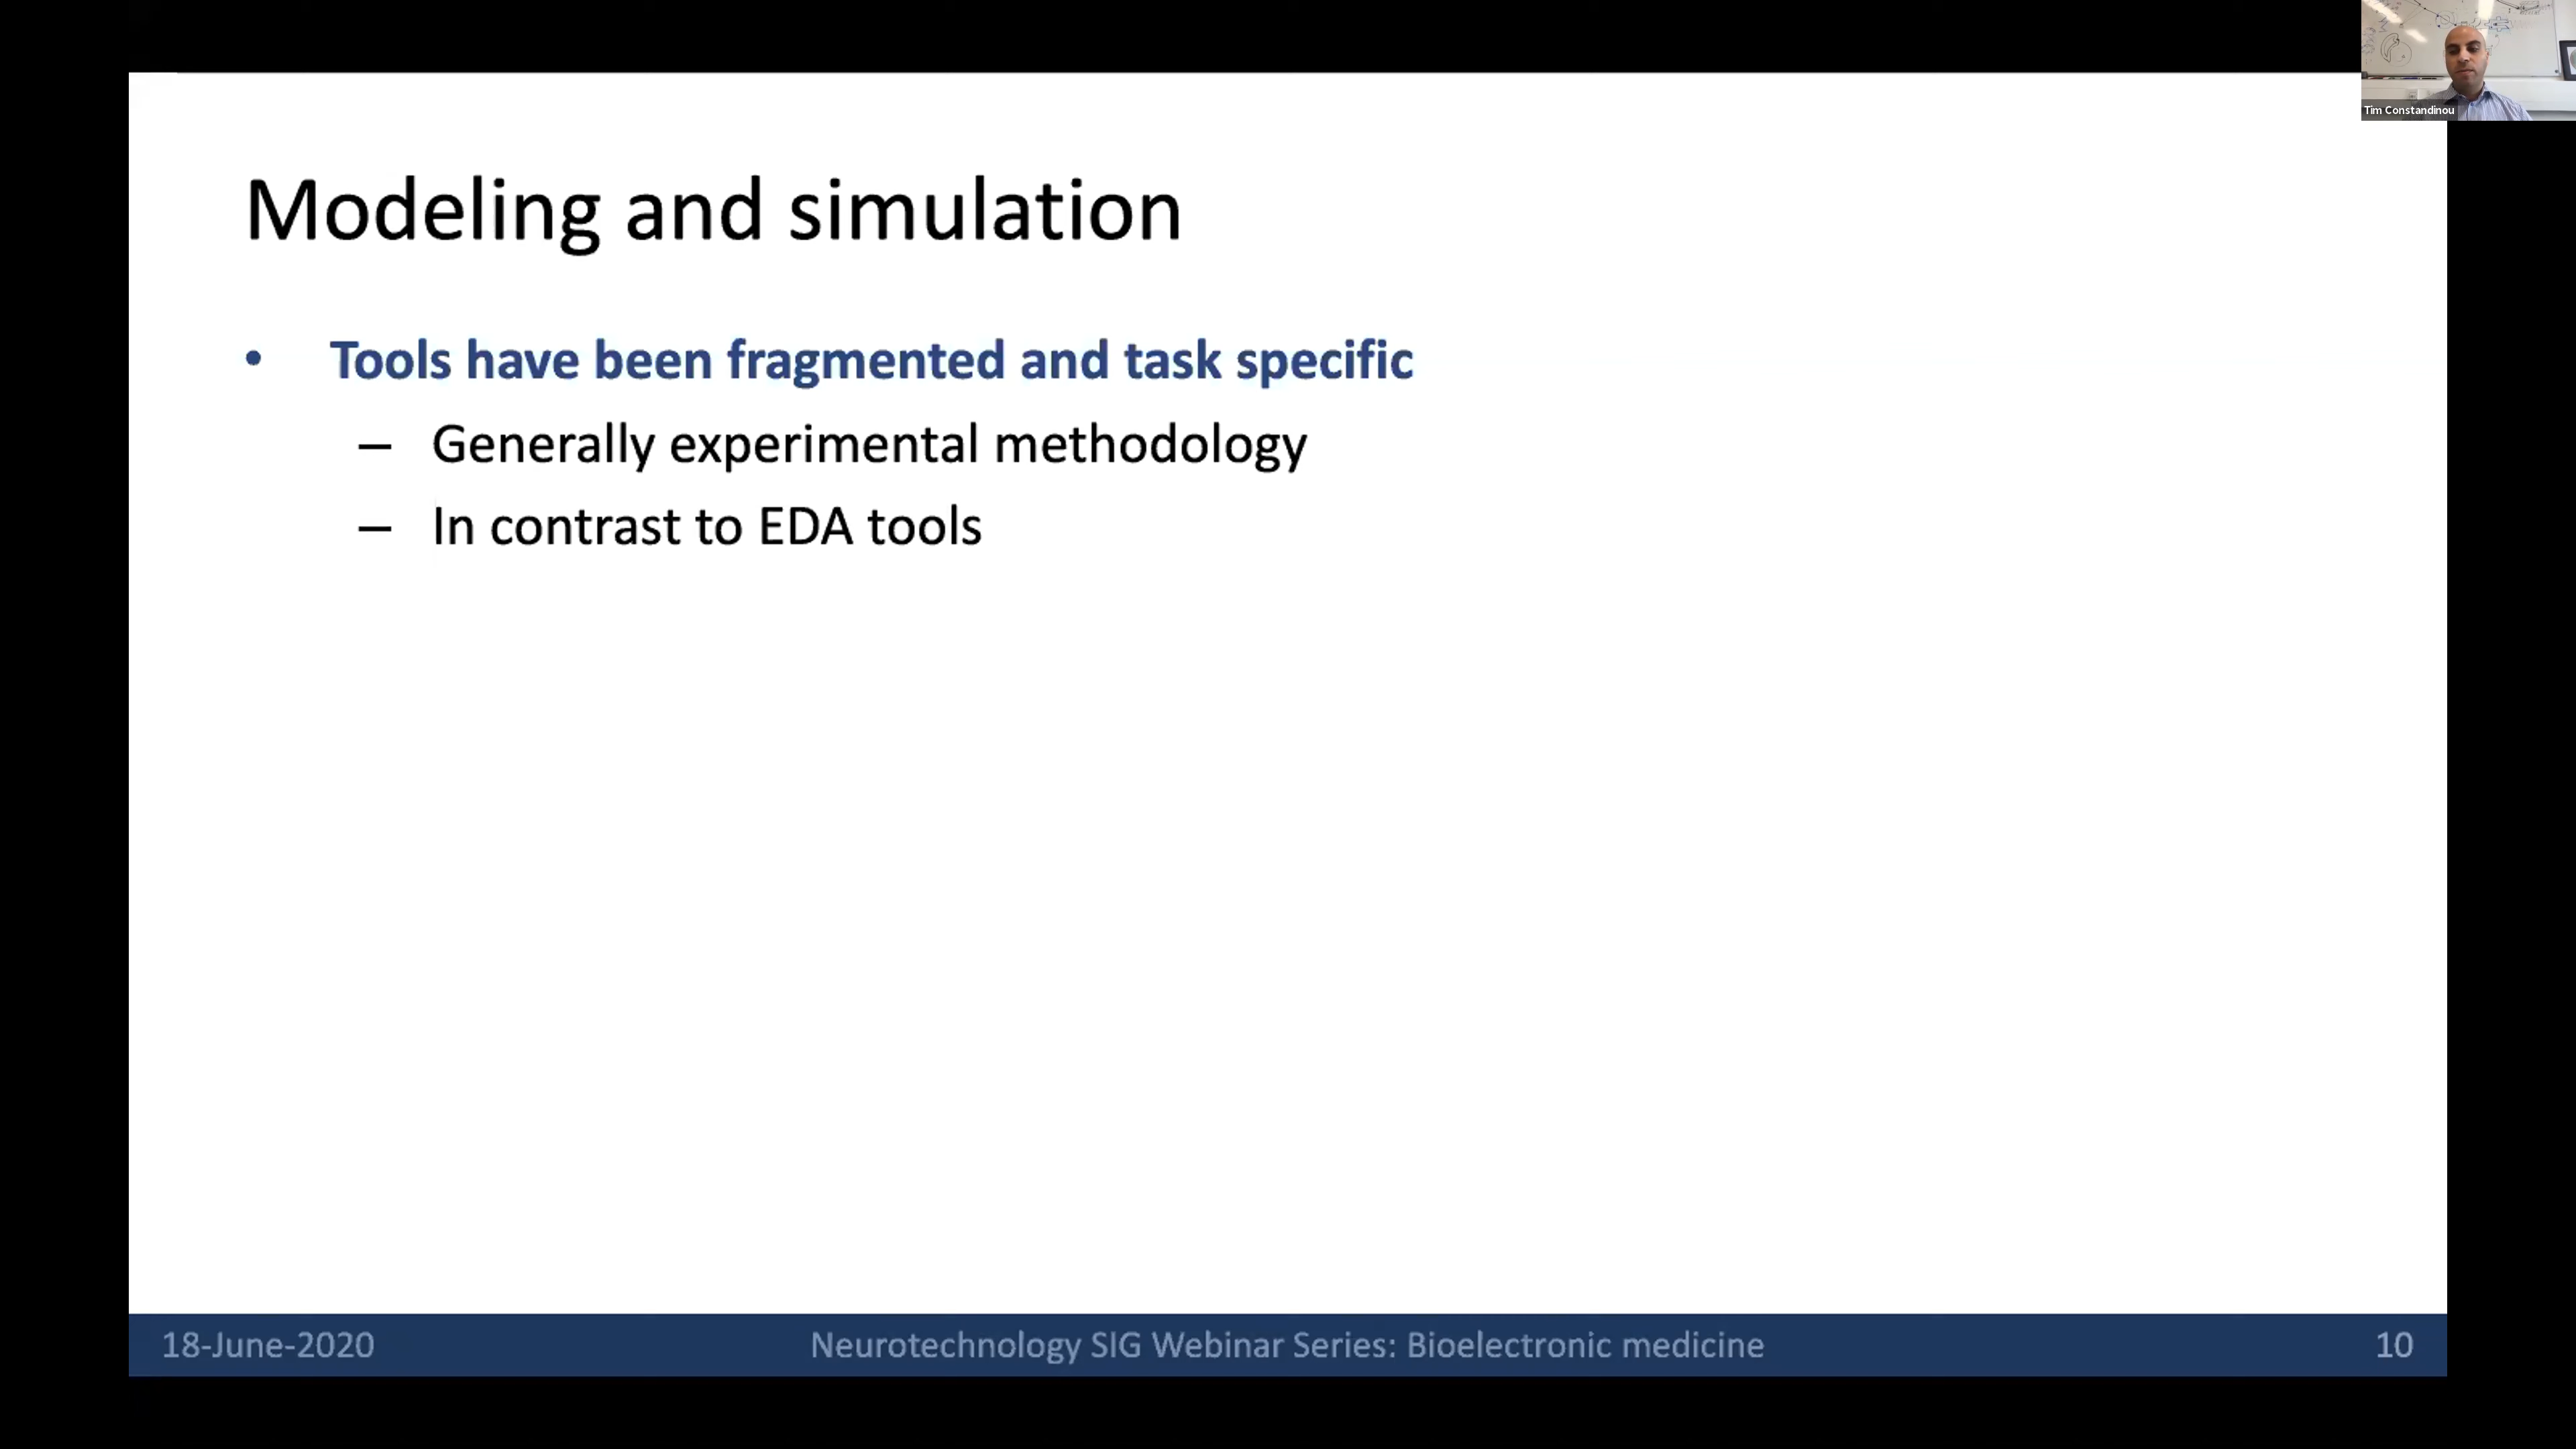 Tim Constandinou
Modeling and simulation
• Tools have been fragmented and task specific
– Generally experimental methodology
– In contrast to EDA tools
18-June-2020
Neurotechnology SIG Webinar Series: Bioelectronic medicine
10